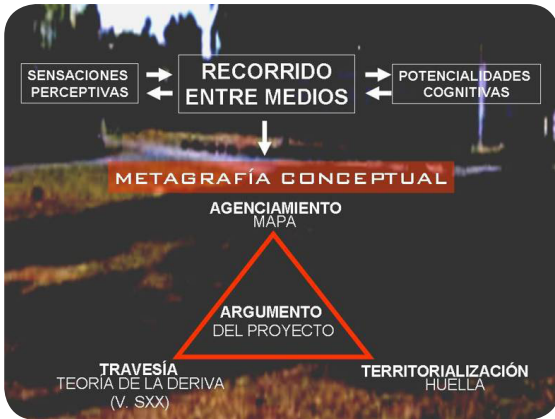 SENSACIONES
PERCEPTIVAS
RECORRIDO
ENTRE MEDIOS
POTENCIALIDADES
COGNITIVAS
METAGRAFÍA CONCEPTUAL
AGENCIAMIENTO
MAPA
ARGUMENTO
DEL PROYECTO
TRAVESÍA
TEORÍA DE LA DERIVA
(V. SXX)
TERRITORIALIZACIÓN
HUELLA